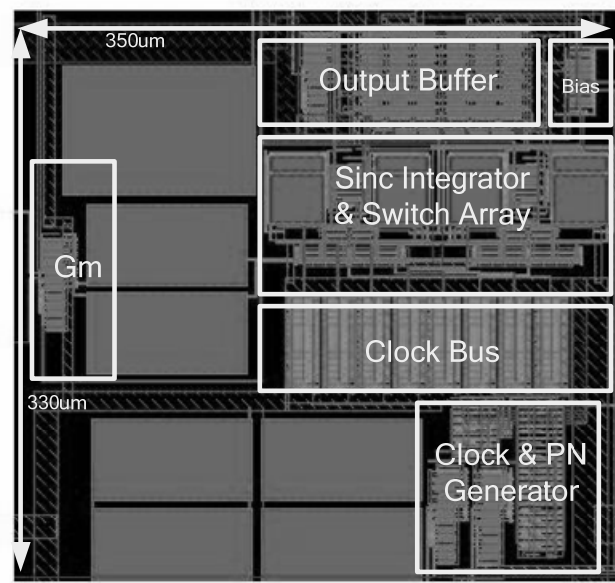 350um
Output Buffer
Bias
Sinc Integrator
& Switch Array
Gm
Clock Bus
330um
Clock & PN
Generator